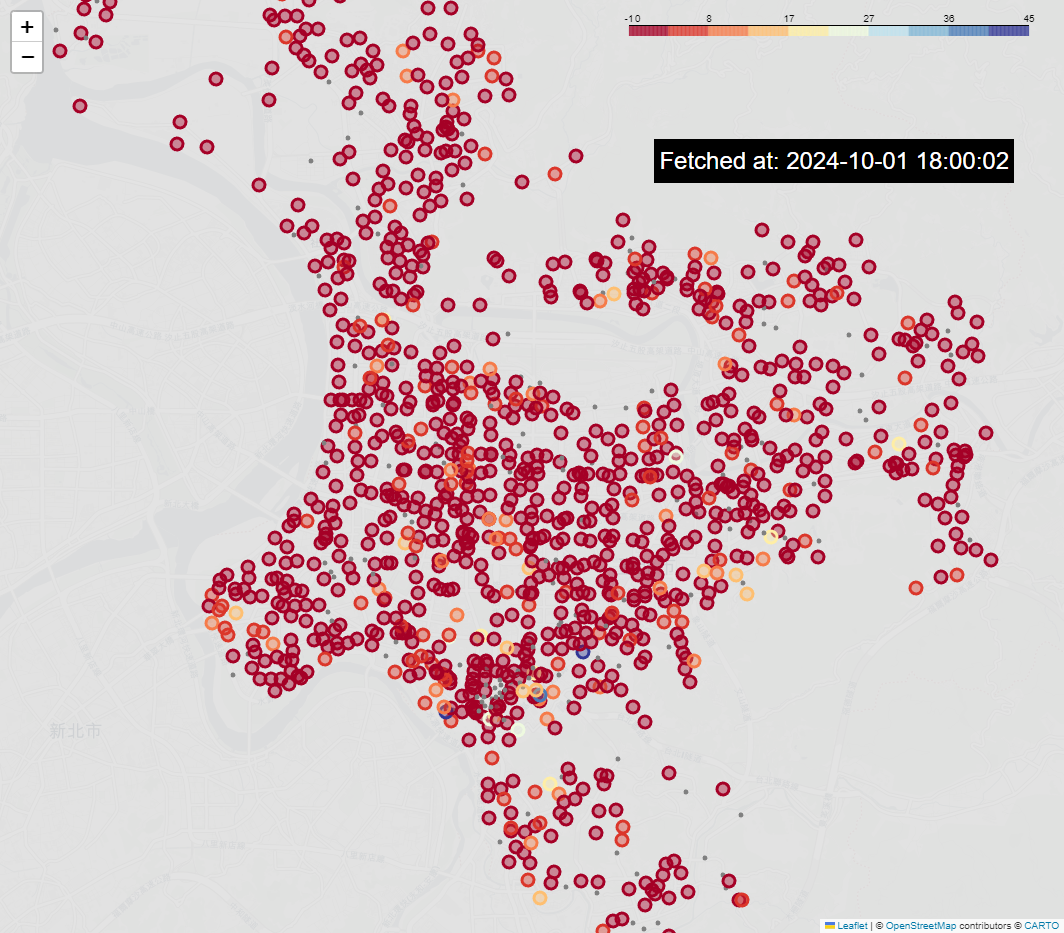 +
−
-10 8 17 27 36 45
Fetched at: 2024-10-01 18:00:02
新北市
Leaflet | © OpenStreetMap contributors © CARTO